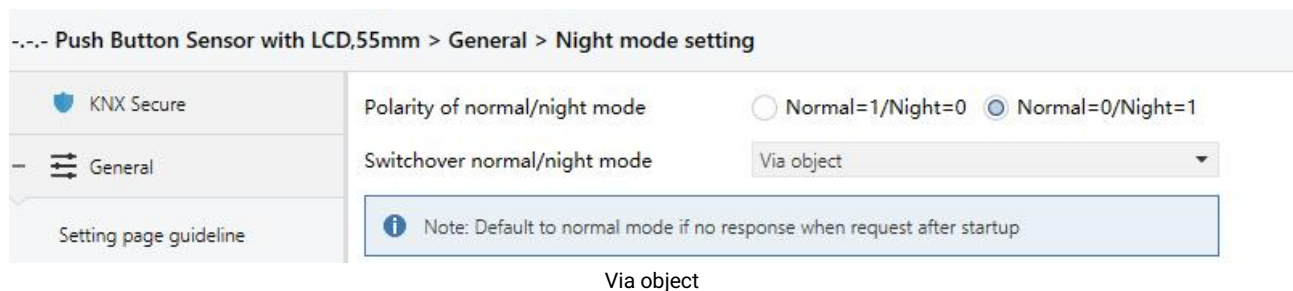 -.-.- Push Button Sensor with LCD,55mm > General > Night mode setting
KNX Secure
Polarity of normal/night mode Normal=1/Night=0 Normal=0/Night=1
General
Switchover normal/night mode Via object
Setting page guideline
Note: Default to normal mode if no response when request after startup
Via object